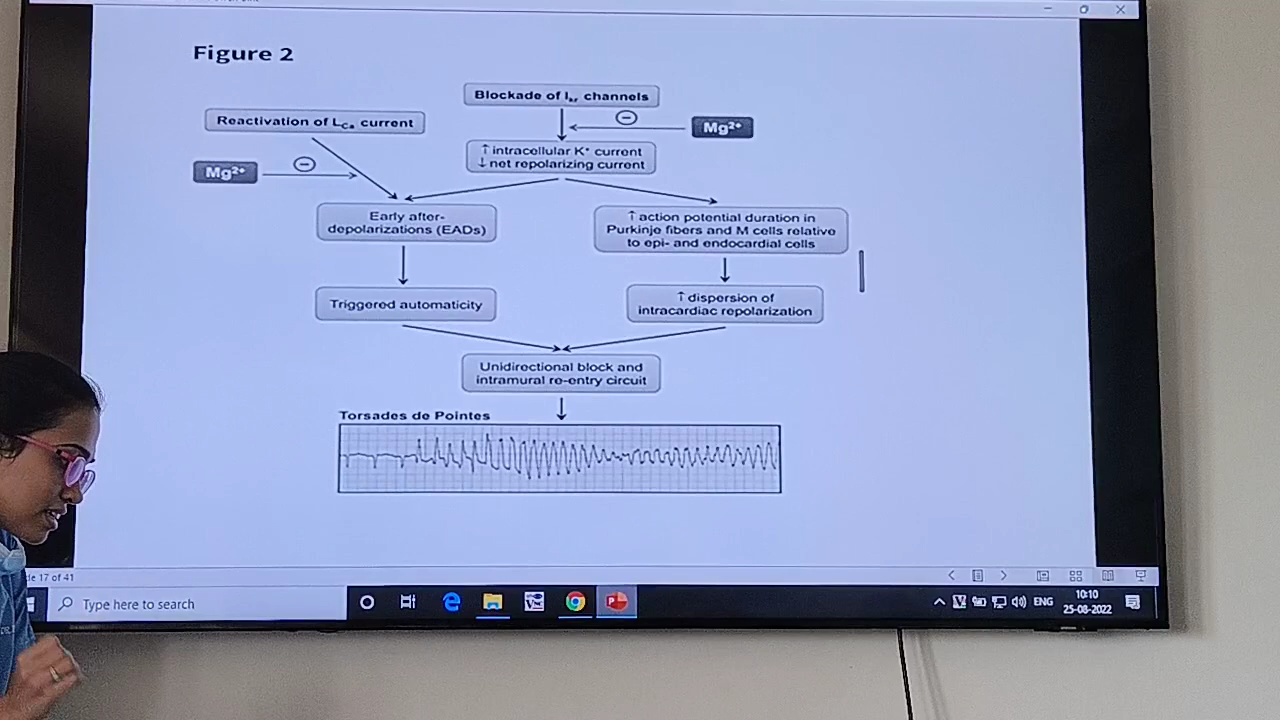 Figure 2
Blockade of Ikr channels
Reactivation of LCa current
Mg2+
↑ intracellular K+ current
↓ net repolarizing current
Mg2+
Early after-
depolarizations (EADs)
↑ action potential duration in
Purkinje fibers and M cells relative
to epi- and endocardial cells
Triggered automaticity
↑ dispersion of
intracardiac repolarization
Unidirectional block and
intramural re-entry circuit
Torsades de Pointes
17 of 41
Type here to search
ENG
10:10
25-08-2022